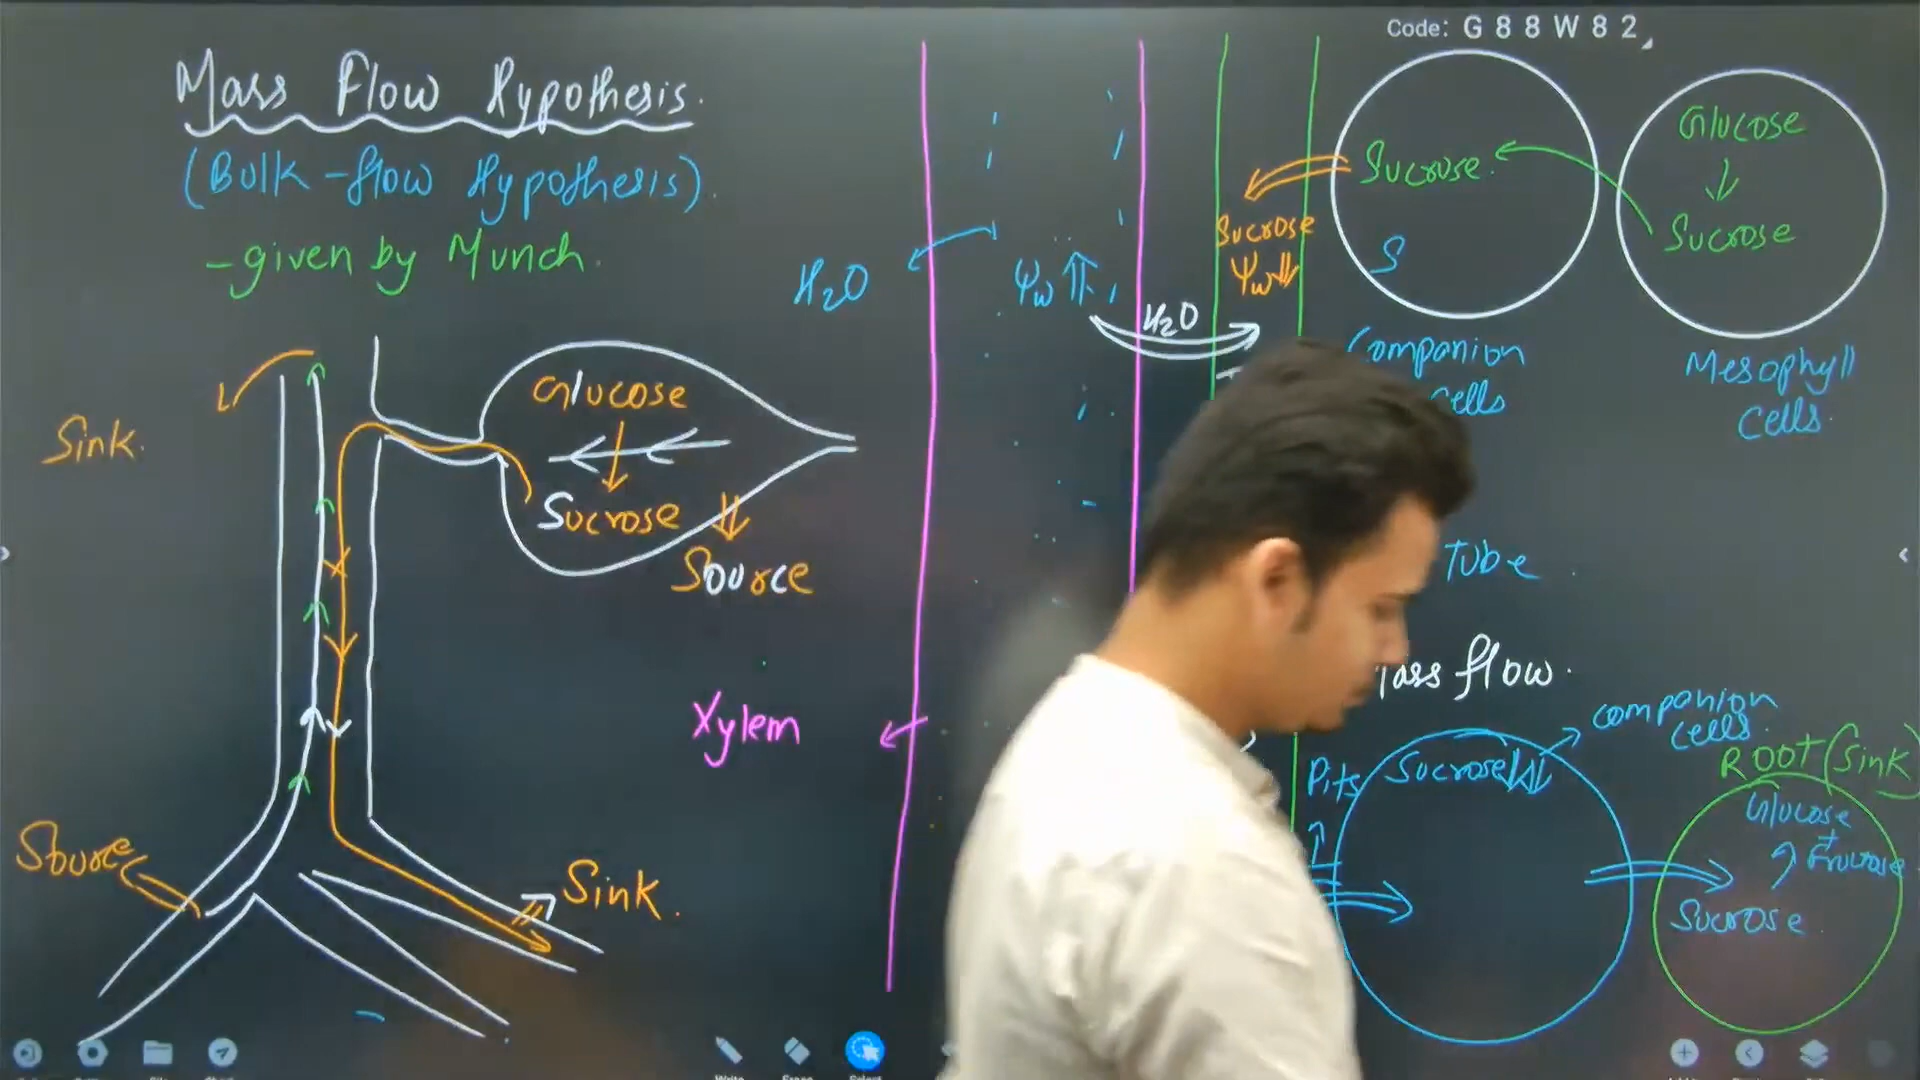 Code: G 8 8 W 8 2
Mass Flow Hypothesis.
(Bulk-flow Hypothesis).
- given by Munch.
Sink.
Glucose
Sucrose
Source
Source
Sink.
H₂O
Ψw
H₂O
Xylem
Sucrose
Ψw
Sucrose.
S
Companion
cells
Glucose
Sucrose
Mesophyll
Cells.
Tube
ass flow.
Pits
Sucrose
companion
cells.
ROOT (Sink)
Glucose
+
Fructose
Sucrose